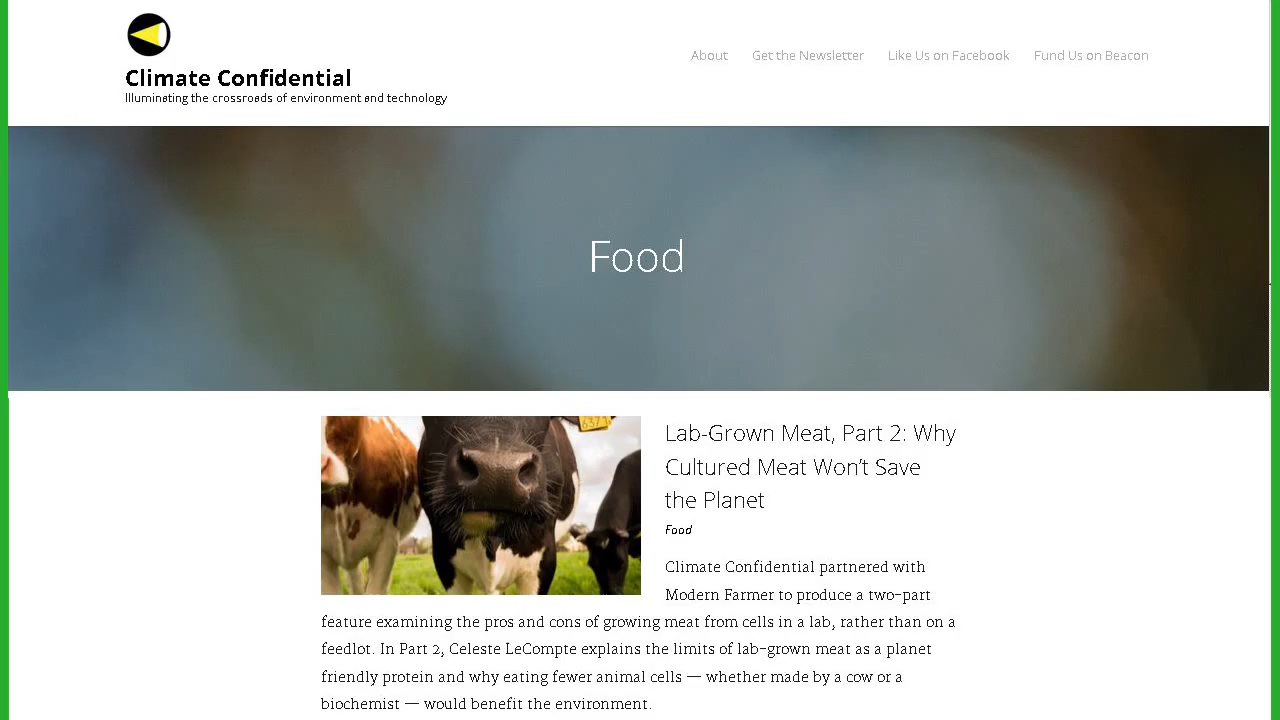 Climate Confidential
Illuminating the crossroads of environment and technology
About Get the Newsletter Like Us on Facebook Fund Us on Beacon
Food
Lab-Grown Meat, Part 2: Why
Cultured Meat Won't Save
the Planet
Food
Climate Confidential partnered with
Modern Farmer to produce a two-part
feature examining the pros and cons of growing meat from cells in a lab, rather than on a
feedlot. In Part 2, Celeste LeCompte explains the limits of lab-grown meat as a planet
friendly protein and why eating fewer animal cells — whether made by a cow or a
biochemist — would benefit the environment.